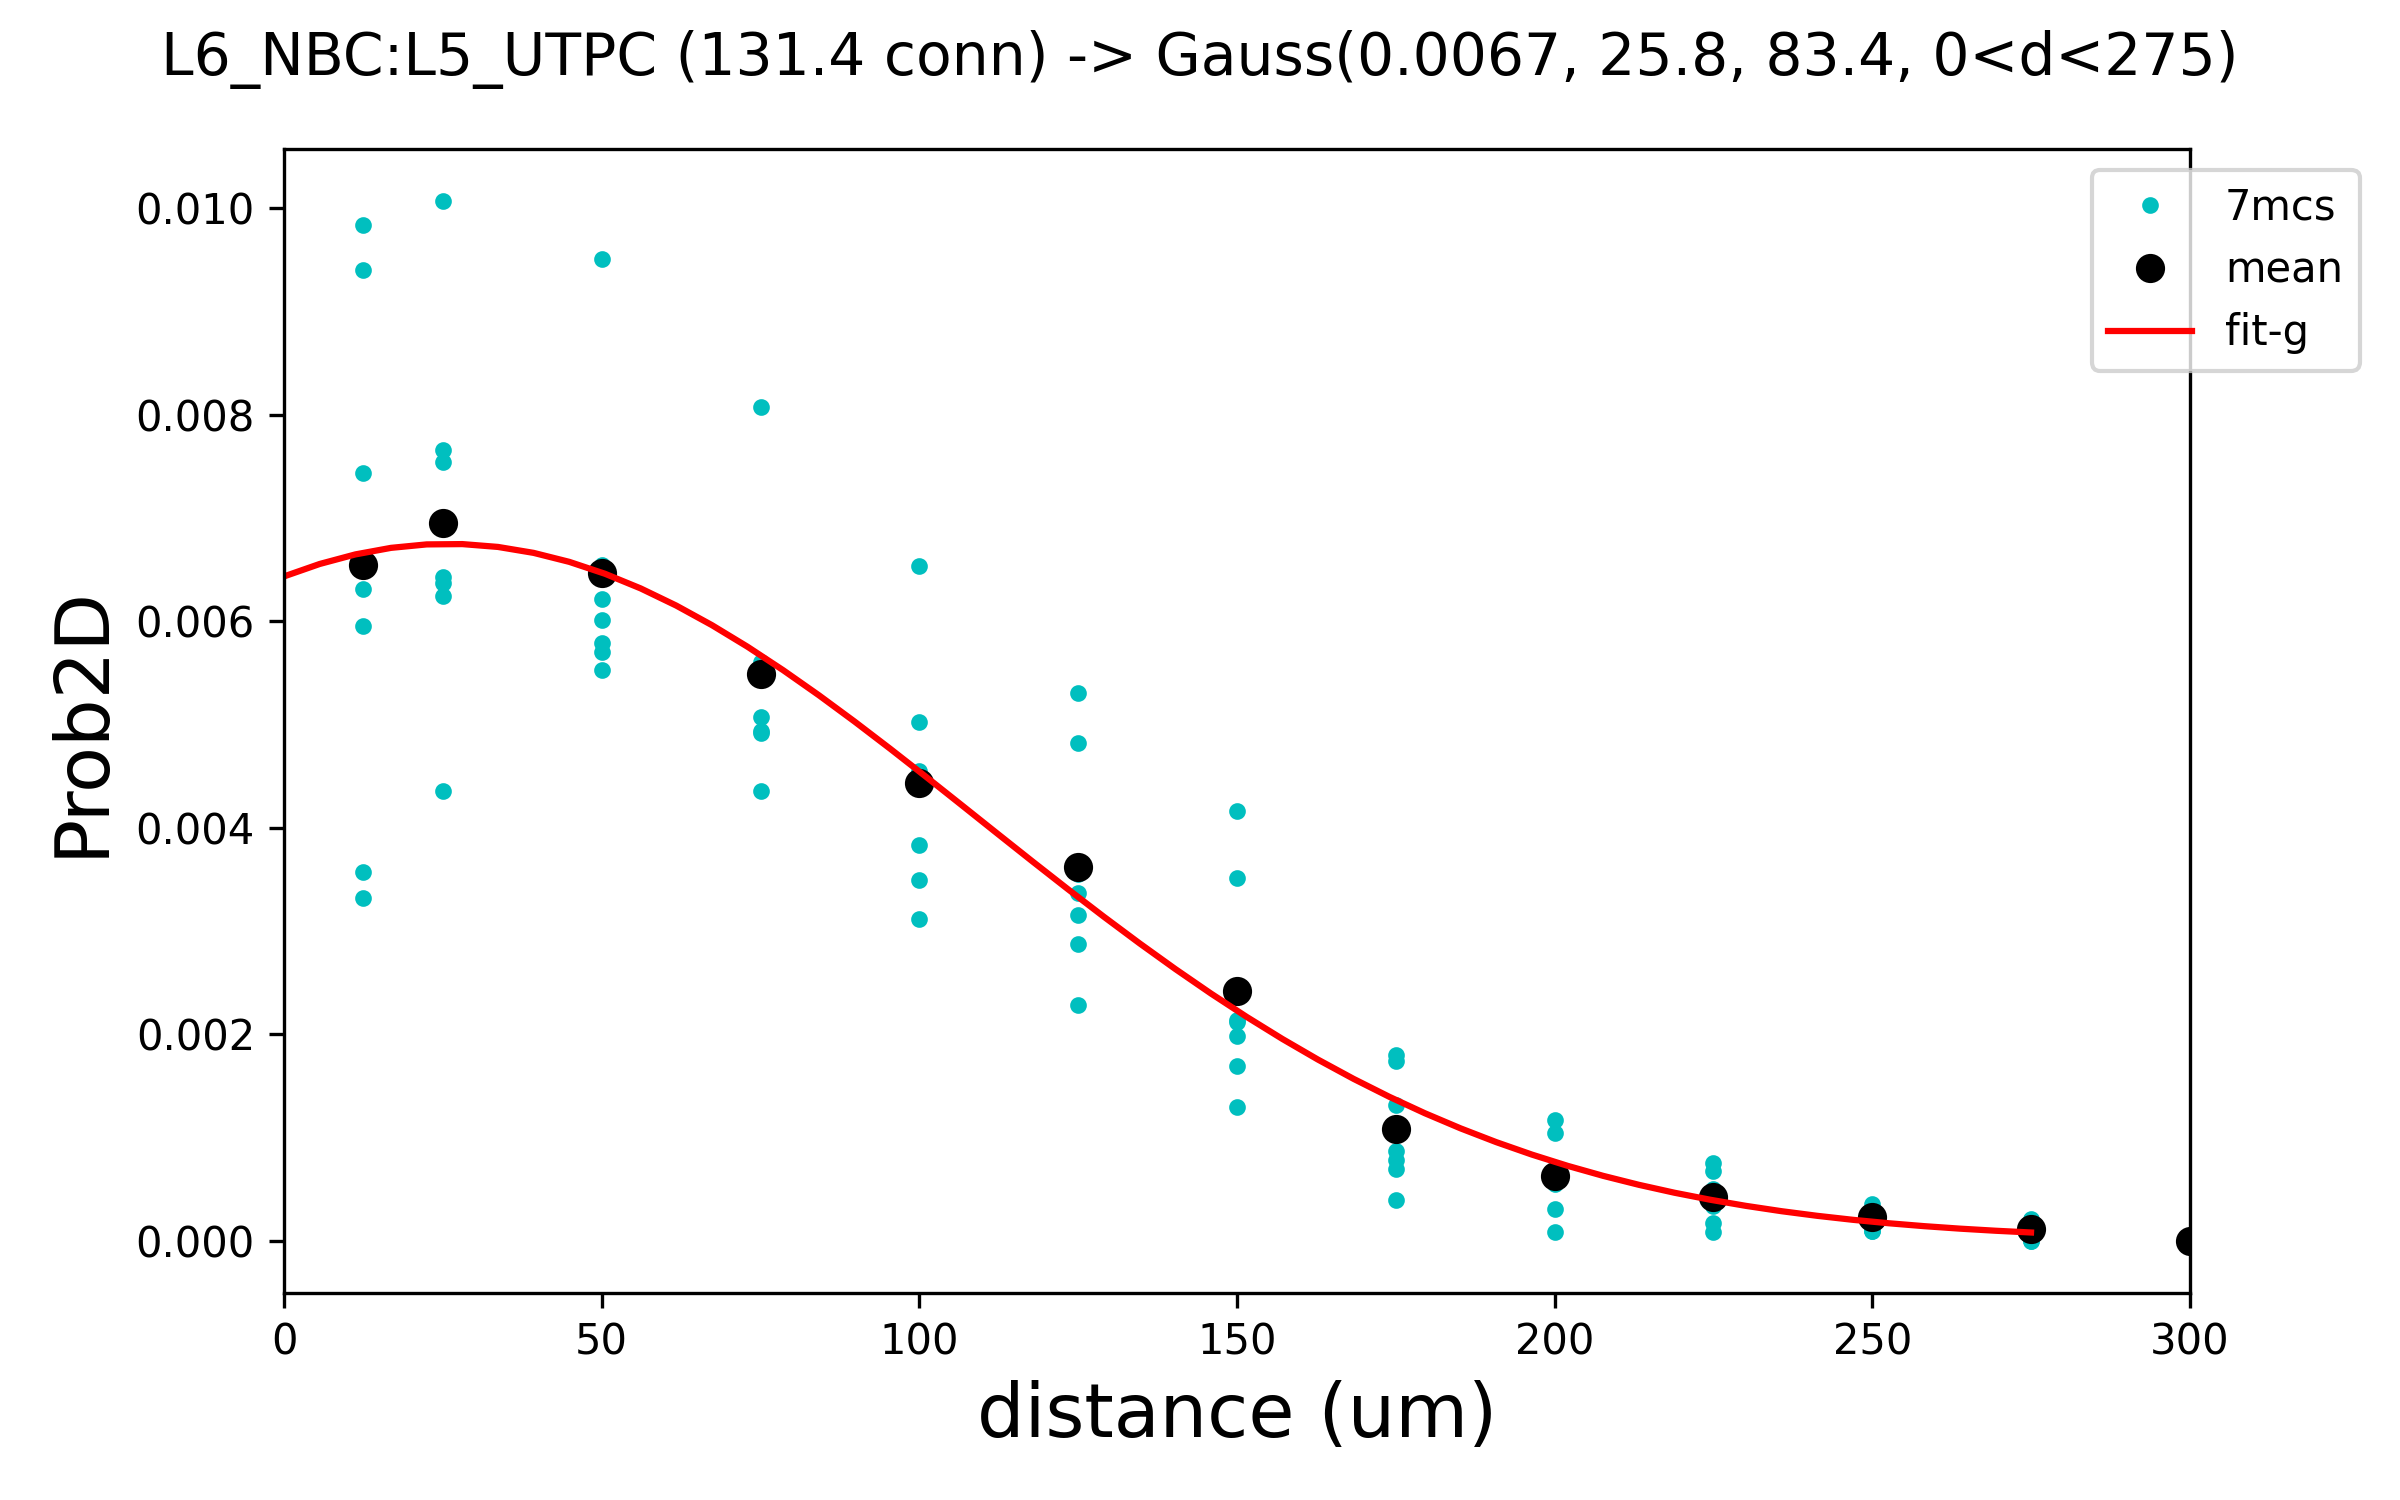 L6_NBC:L5_UTPC (131.4 conn) -> Gauss(0.0067, 25.8, 83.4, 0<d<275)
7mcs
mean
fit-g
Prob2D
0.010
0.008
0.006
0.004
0.002
0.000
0 50 100 150 200 250 300
distance (um)